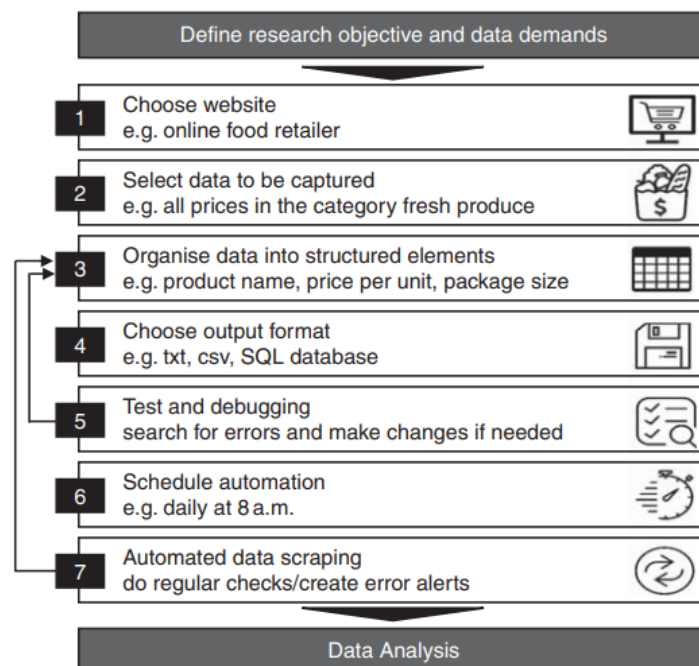 Define research objective and data demands
1
Choose website
e.g. online food retailer
2
Select data to be captured
e.g. all prices in the category fresh produce
$
3
Organise data into structured elements
e.g. product name, price per unit, package size
4
Choose output format
e.g. txt, csv, SQL database
5
Test and debugging
search for errors and make changes if needed
6
Schedule automation
e.g. daily at 8 a.m.
7
Automated data scraping
do regular checks/create error alerts
Data Analysis